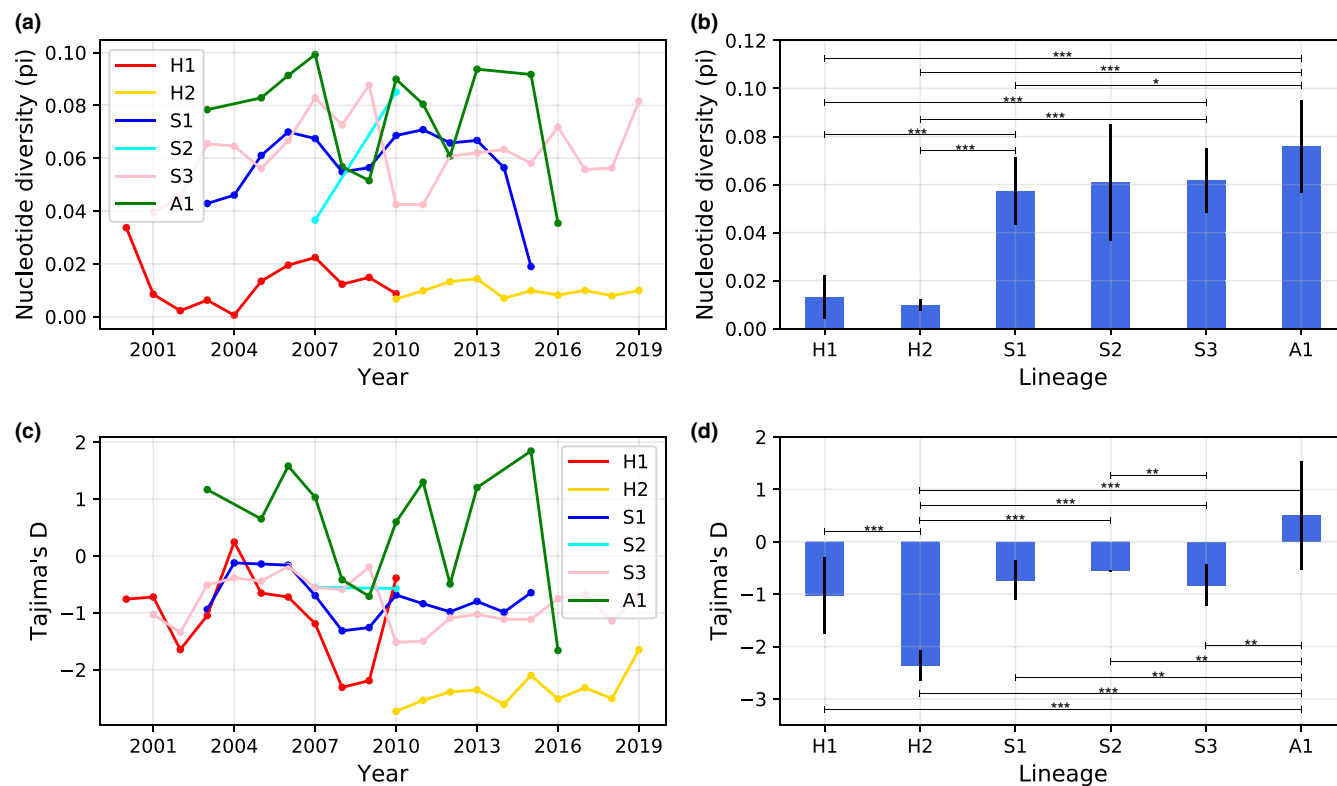 (a)
Nucleotide diversity (pi)
0.10
0.08
0.06
0.04
0.02
0.00
H1
H2
S1
S2
S3
A1
2001 2004 2007 2010 2013 2016 2019
Year
(b)
Nucleotide diversity (pi)
0.12
0.10
0.08
0.06
0.04
0.02
0.00
***
***
*
***
***
***
***
H1 H2 S1 S2 S3 A1
Lineage
(c)
Tajima's D
2
1
0
−1
−2
H1
H2
S1
S2
S3
A1
2001 2004 2007 2010 2013 2016 2019
Year
(d)
Tajima's D
2
1
0
−1
−2
−3
**
***
***
***
***
**
**
**
***
***
H1 H2 S1 S2 S3 A1
Lineage